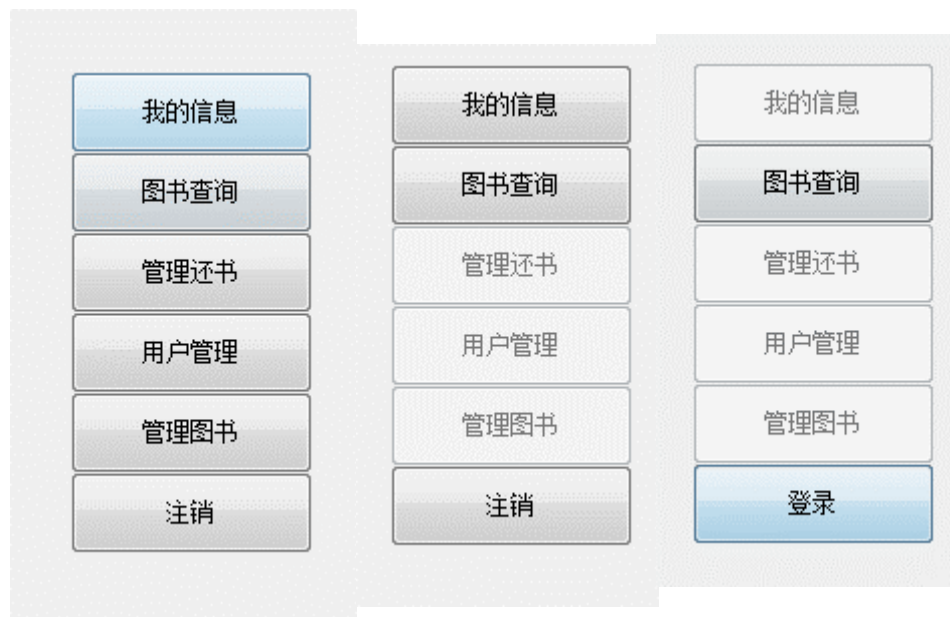 我的信息
图书查询
管理还书
用户管理
管理图书
注销
我的信息
图书查询
管理还书
用户管理
管理图书
注销
我的信息
图书查询
管理还书
用户管理
管理图书
登录